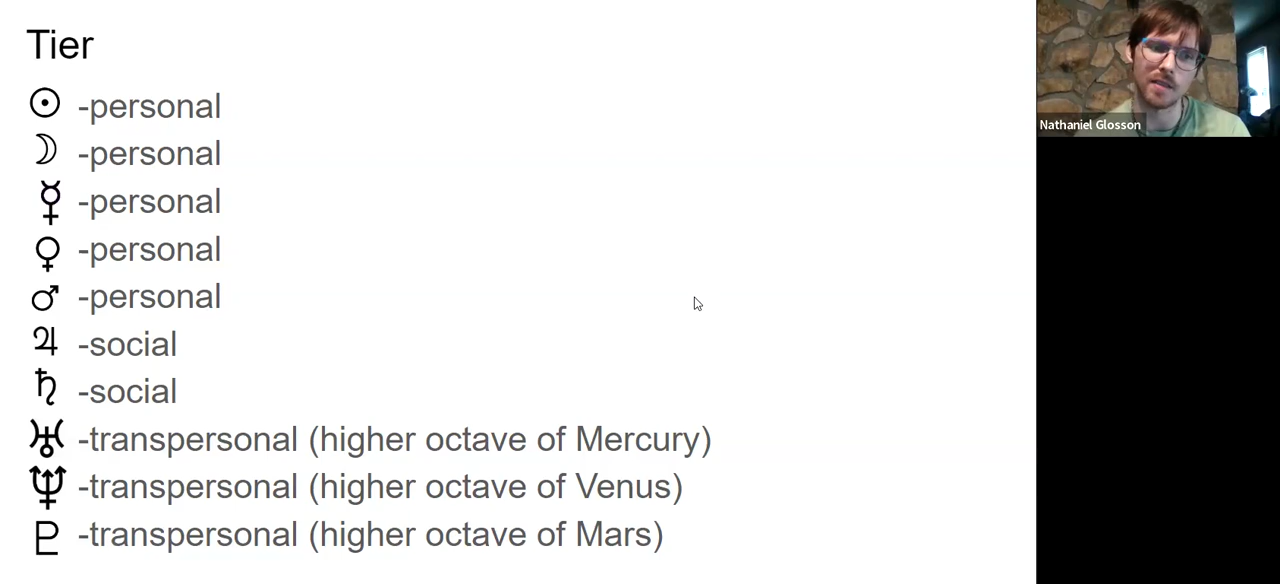 Tier
☉ -personal
☽ -personal
☿ -personal
♀ -personal
♂ -personal
♃ -social
♄ -social
♅ -transpersonal (higher octave of Mercury)
♆ -transpersonal (higher octave of Venus)
♇ -transpersonal (higher octave of Mars)
Nathaniel Glosson